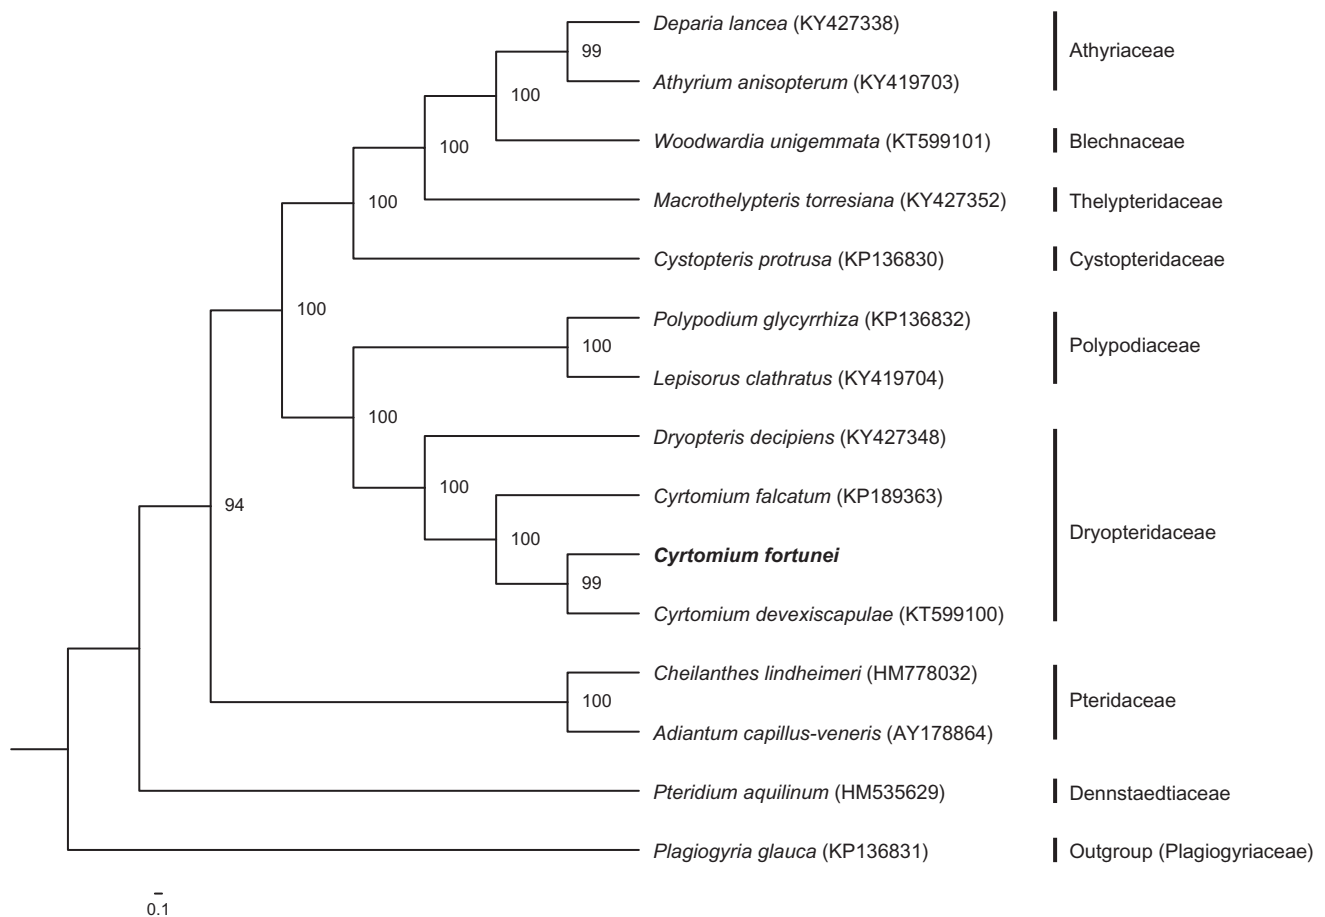 Deparia lancea (KY427338)
99
Athyriaceae
Athyrium anisopterum (KY419703)
100
Woodwardia unigemmata (KT599101)
Blechnaceae
100
Macrothelypteris torresiana (KY427352)
Thelypteridaceae
100
Cystopteris protrusa (KP136830)
Cystopteridaceae
100
Polypodium glycyrrhiza (KP136832)
100
Polypodiaceae
Lepisorus clathratus (KY419704)
100
Dryopteris decipiens (KY427348)
100
Cyrtomium falcatum (KP189363)
94
100
Dryopteridaceae
Cyrtomium fortunei
99
Cyrtomium devexiscapulae (KT599100)
Cheilanthes lindheimeri (HM778032)
100
Pteridaceae
Adiantum capillus-veneris (AY178864)
Pteridium aquilinum (HM535629)
Dennstaedtiaceae
Plagiogyria glauca (KP136831)
Outgroup (Plagiogyriaceae)
0.1